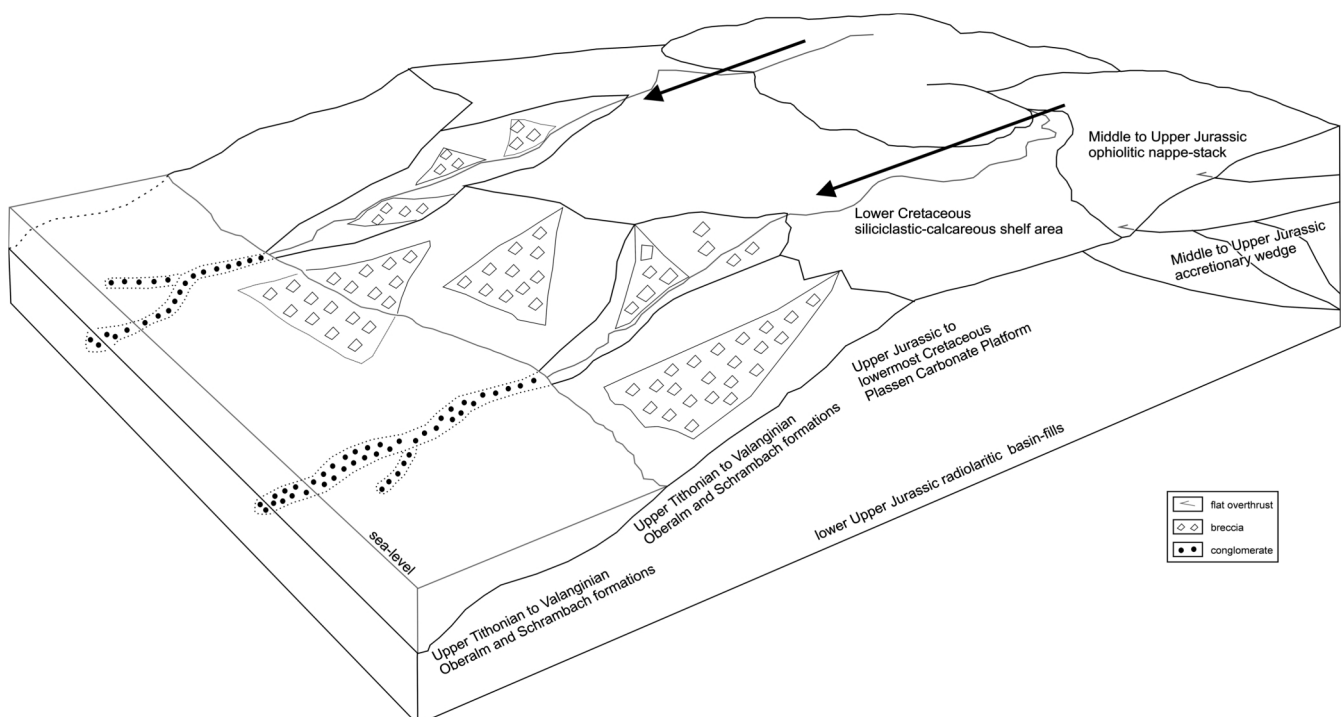 Middle to Upper Jurassic
ophiolitic nappe-stack
Lower Cretaceous
siliciclastic-calcareous shelf area
Middle to Upper Jurassic
accretionary wedge
Upper Jurassic to
lowermost Cretaceous
Plassen Carbonate Platform
Upper Tithonian to Valanginian
Oberalm and Schrambach formations
lower Upper Jurassic radiolaritic basin-fills
sea-level
Upper Tithonian to Valanginian
Oberalm and Schrambach formations
flat overthrust
breccia
conglomerate